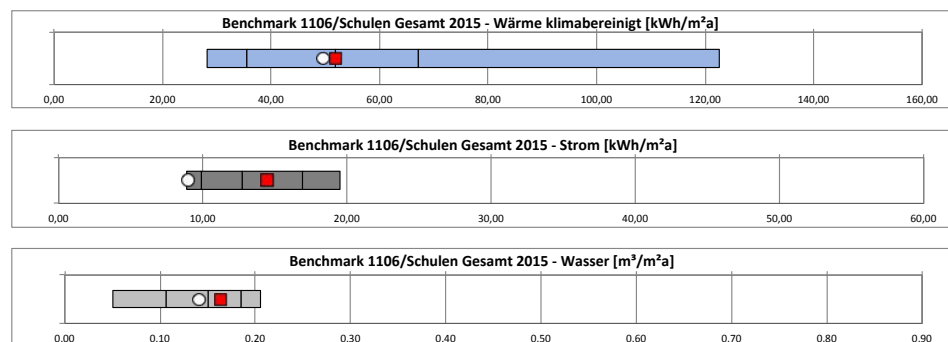 Benchmark 1106/Schulen Gesamt 2015 - Wärme klimabereinigt [kWh/m²a]
0,00 20,00 40,00 60,00 80,00 100,00 120,00 140,00 160,00
Benchmark 1106/Schulen Gesamt 2015 - Strom [kWh/m²a]
0,00 10,00 20,00 30,00 40,00 50,00 60,00
Benchmark 1106/Schulen Gesamt 2015 - Wasser [m³/m²a]
0,00 0,10 0,20 0,30 0,40 0,50 0,60 0,70 0,80 0,90